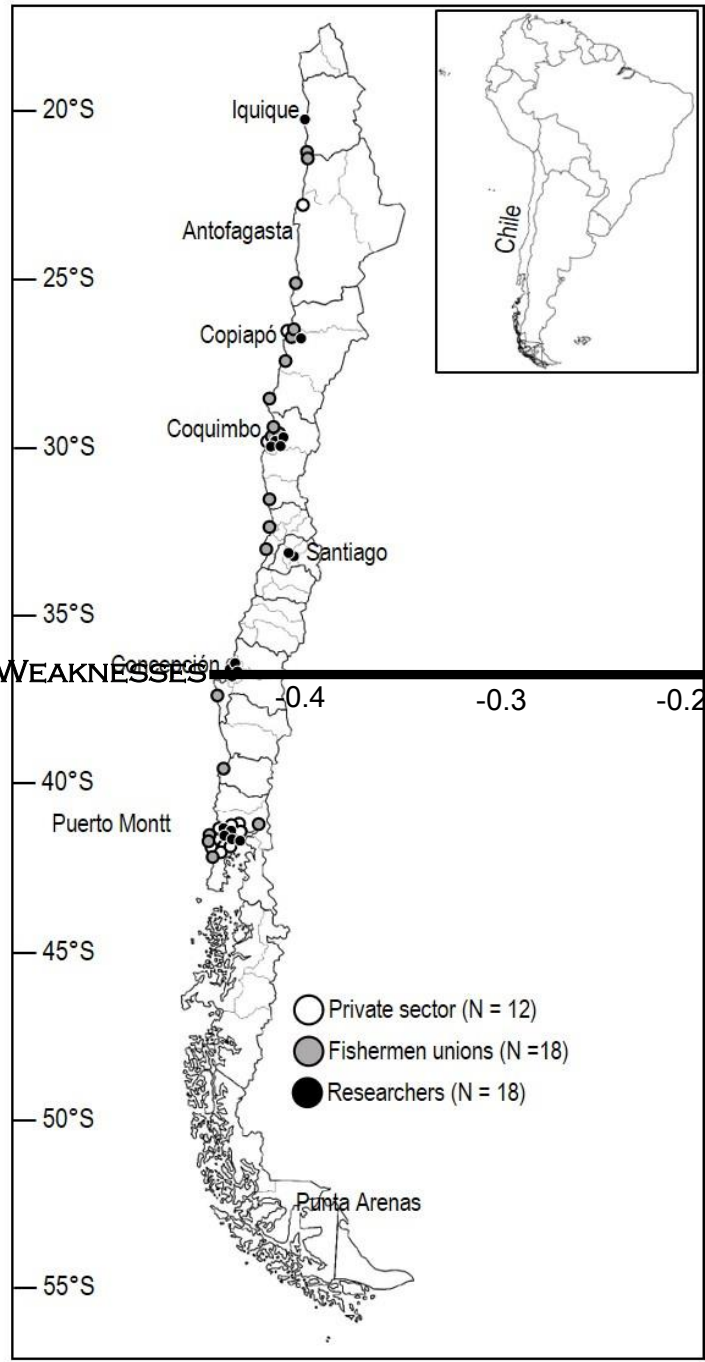 20°S
Iquique
Chile
Antofagasta
25°S
Copiapó
Coquimbo
30°S
Santiago
35°S
Concepción
WEAKNESSES
-0.4
-0.3
-0.2
40°S
Puerto Montt
45°S
Private sector (N = 12)
Fishermen unions (N =18)
Researchers (N = 18)
50°S
Punta Arenas
55°S